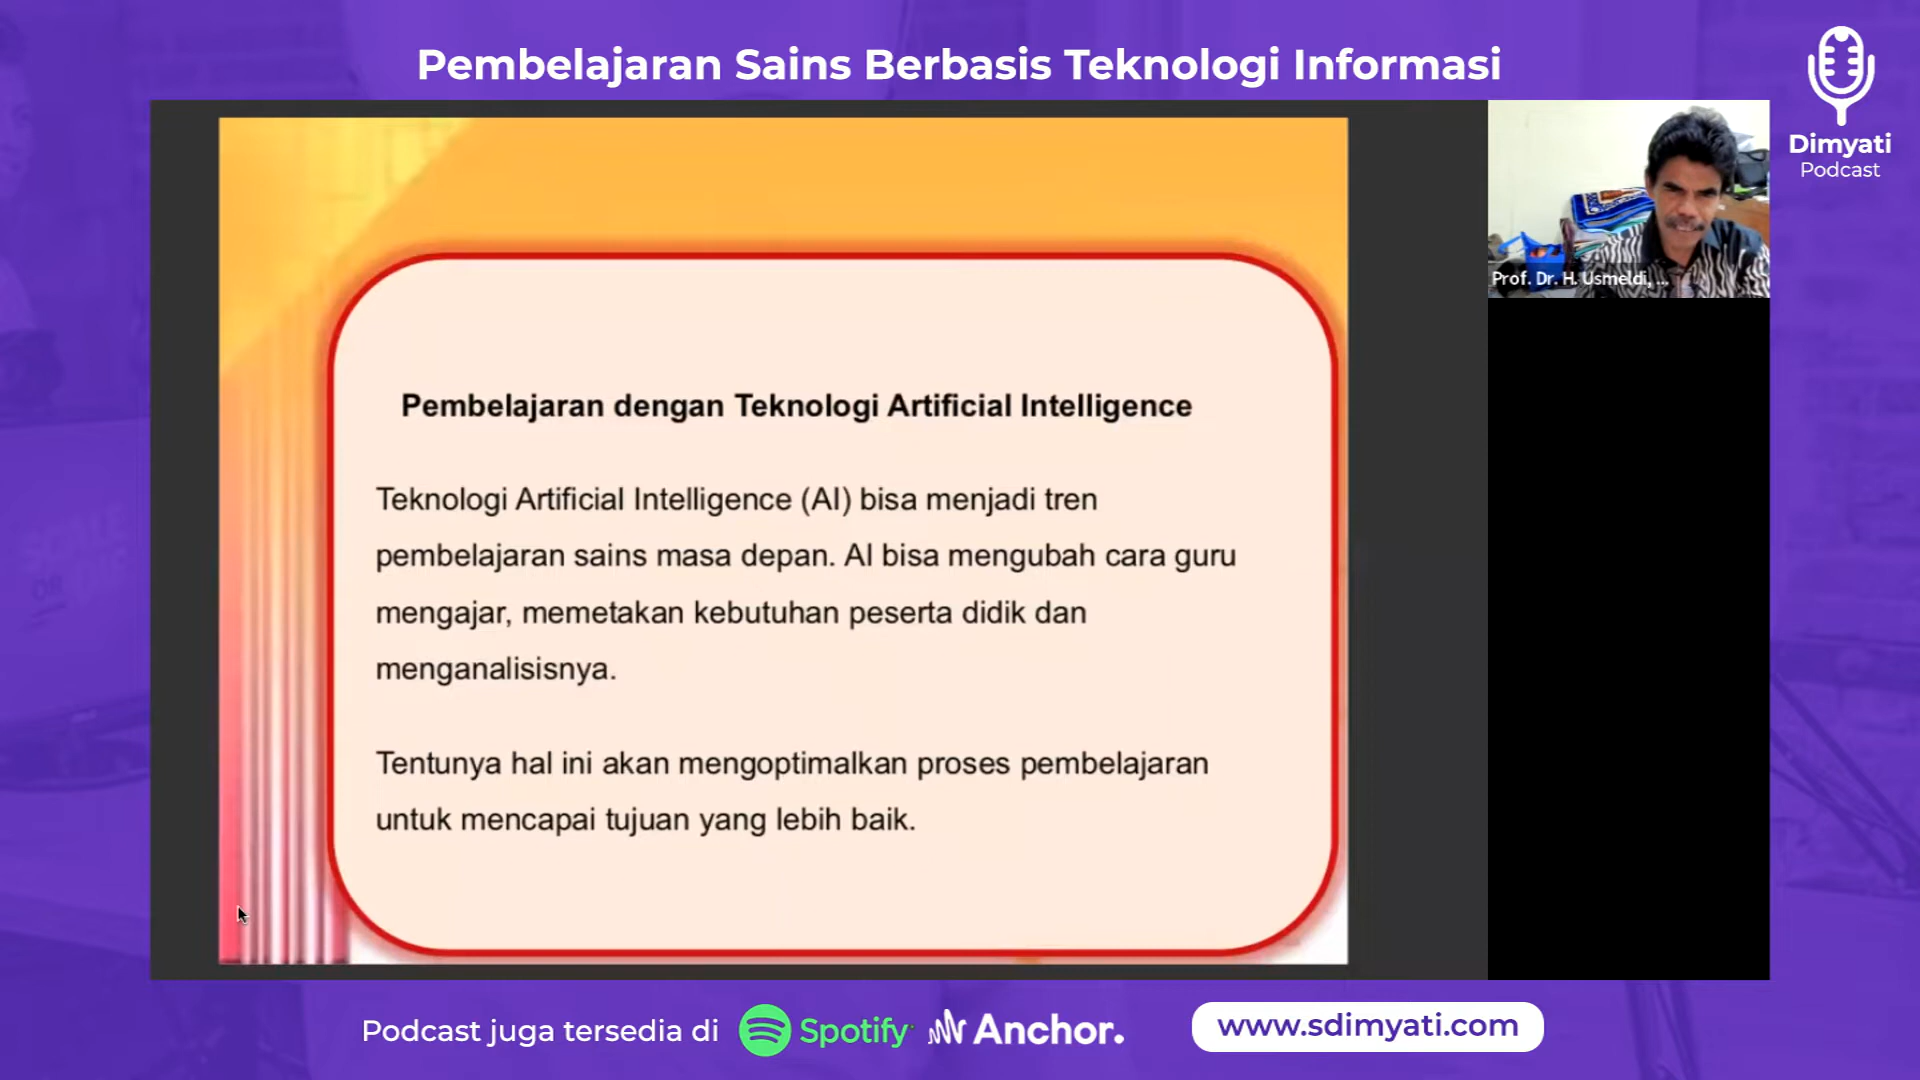 Pembelajaran Sains Berbasis Teknologi Informasi
Dimyati
Podcast
Prof. Dr. H. Usmeldi, ...
Pembelajaran dengan Teknologi Artificial Intelligence
Teknologi Artificial Intelligence (AI) bisa menjadi tren
pembelajaran sains masa depan. AI bisa mengubah cara guru
mengajar, memetakan kebutuhan peserta didik dan
menganalisisnya.
Tentunya hal ini akan mengoptimalkan proses pembelajaran
untuk mencapai tujuan yang lebih baik.
Podcast juga tersedia di
Spotify
Anchor.
www.sdimyati.com